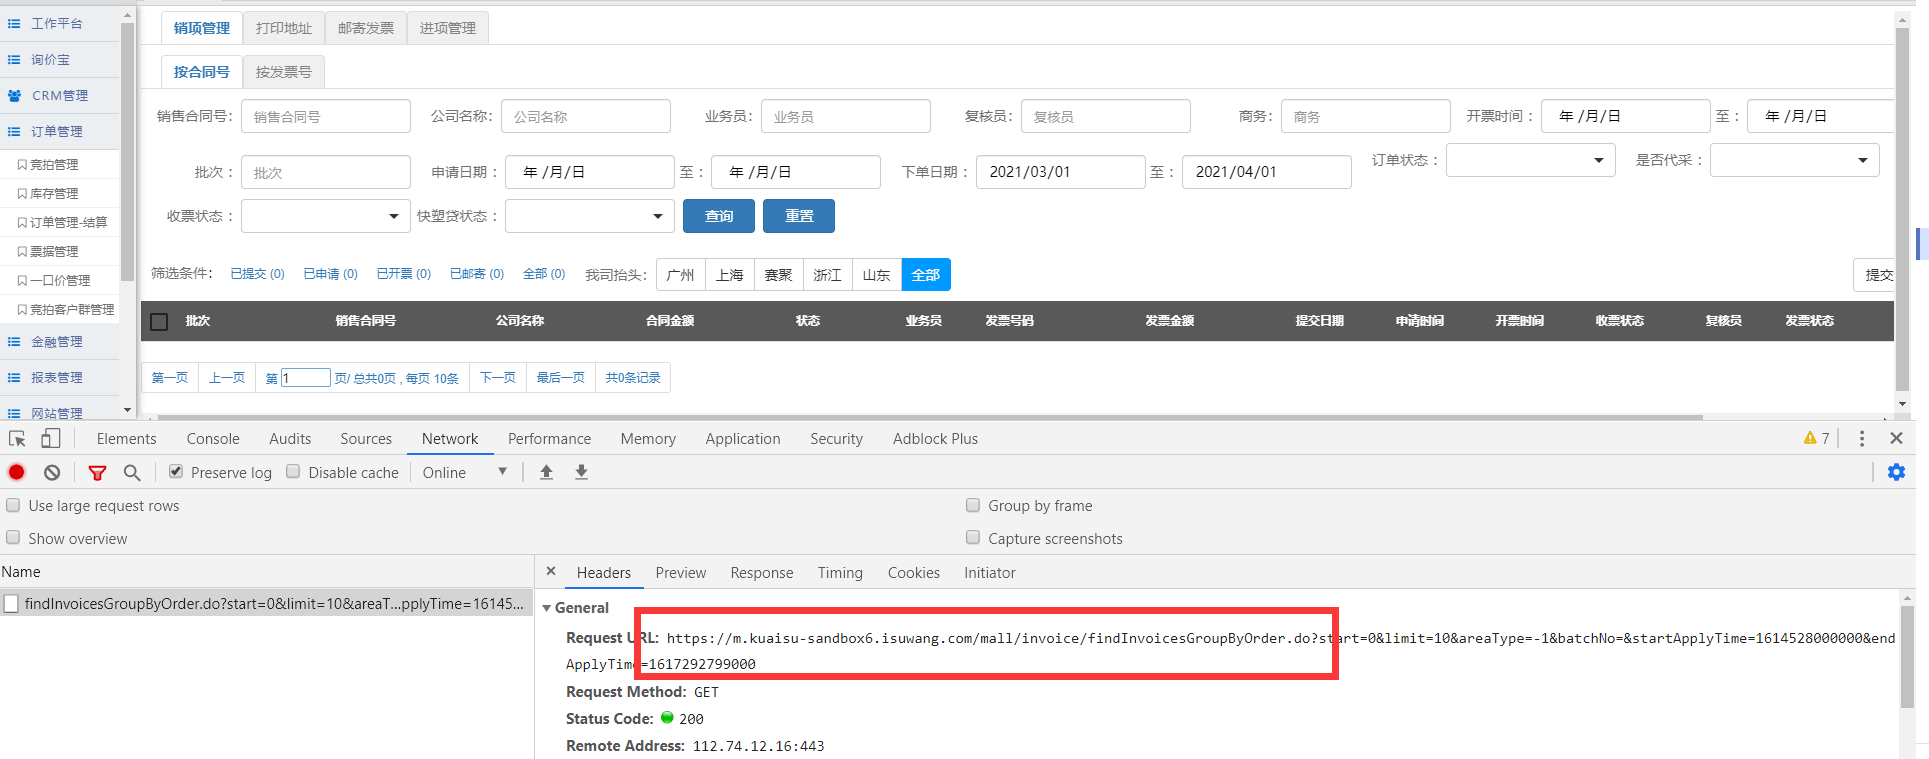 工作平台
询价宝
CRM管理
订单管理
竞拍管理
库存管理
订单管理-结算
票据管理
一口价管理
竞拍客户群管理
金融管理
报表管理
网站管理
销项管理 打印地址 邮寄发票 进项管理
按合同号 按发票号
销售合同号: 销售合同号 公司名称: 公司名称 业务员: 业务员 复核员: 复核员 商务: 商务 开票时间： 年 /月/日 至： 年 /月/日
批次： 批次 申请日期： 年 /月/日 至： 年 /月/日 下单日期： 2021/03/01 至： 2021/04/01 订单状态： 是否代采：
收票状态： 快塑贷状态： 查询 重置
筛选条件: 已提交 (0) 已申请 (0) 已开票 (0) 已邮寄 (0) 全部 (0) 我司抬头: 广州 上海 赛聚 浙江 山东 全部 提交
批次 销售合同号 公司名称 合同金额 状态 业务员 发票号码 发票金额 提交日期 申请时间 开票时间 收票状态 复核员 发票状态
第一页 上一页 第 1 页/ 总共0页 , 每页 10条 下一页 最后一页 共0条记录
Elements Console Audits Sources Network Performance Memory Application Security Adblock Plus 7
Preserve log Disable cache Online
Use large request rows Group by frame
Show overview Capture screenshots
Name
findInvoicesGroupByOrder.do?start=0&limit=10&areaT...pplyTime=16145...
× Headers Preview Response Timing Cookies Initiator
General
Request URL: https://m.kuaisu-sandbox6.isuwang.com/mall/invoice/findInvoicesGroupByOrder.do?start=0&limit=10&areaType=-1&batchNo=&startApplyTime=1614528000000&end
ApplyTime=1617292799000
Request Method: GET
Status Code: 200
Remote Address: 112.74.12.16:443